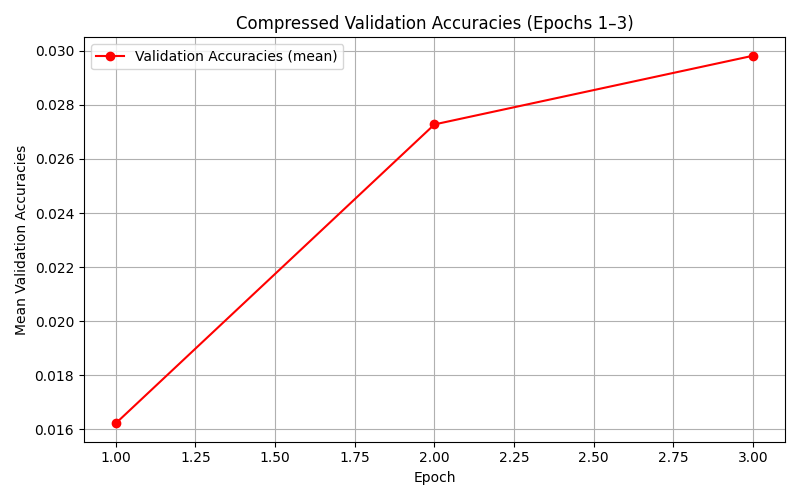 Compressed Validation Accuracies (Epochs 1–3)
Validation Accuracies (mean)
Mean Validation Accuracies
0.030
0.028
0.026
0.024
0.022
0.020
0.018
0.016
1.00 1.25 1.50 1.75 2.00 2.25 2.50 2.75 3.00
Epoch